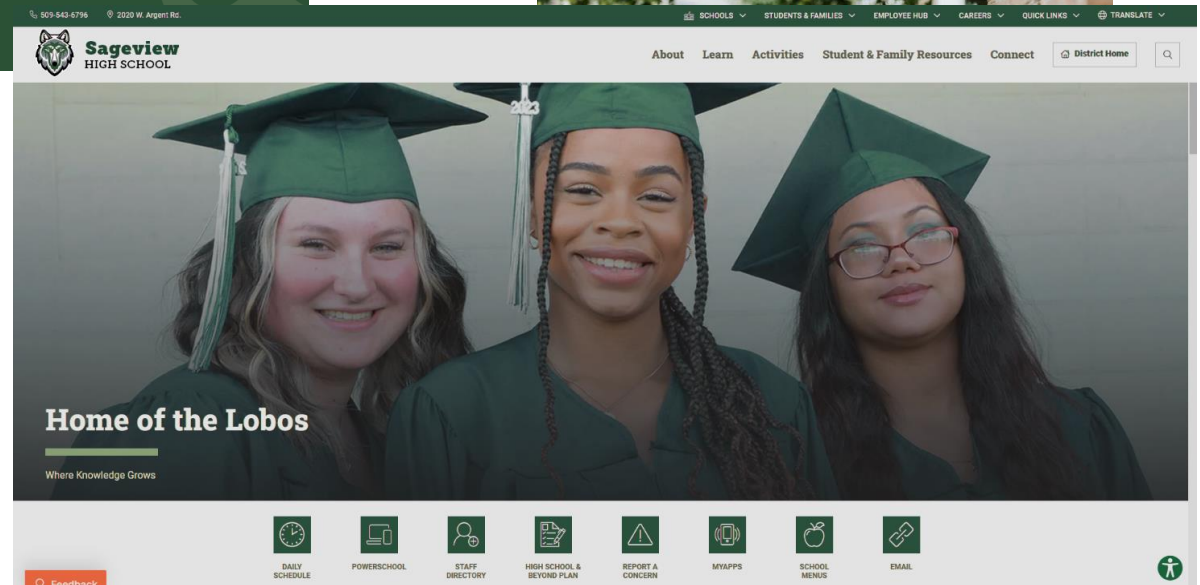 509-543-6796
2020 W. Argent Rd.
SCHOOLS
STUDENTS & FAMILIES
EMPLOYEE HUB
CAREERS
QUICK LINKS
TRANSLATE
Sageview
HIGH SCHOOL
About
Learn
Activities
Student & Family Resources
Connect
District Home
2023
Home of the Lobos
Where Knowledge Grows
DAILY
SCHEDULE
POWERSCHOOL
STAFF
DIRECTORY
HIGH SCHOOL &
BEYOND PLAN
REPORT A
CONCERN
MYAPPS
SCHOOL
MENUS
EMAIL
Feedback